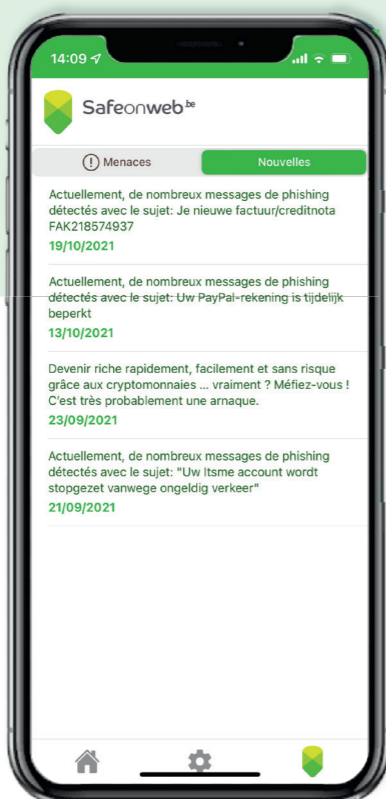 14:09
Safeonweb.be
Menaces
Nouvelles
Actuellement, de nombreux messages de phishing
détectés avec le sujet: Je nieuwe factuur/creditnota
FAK218574937
19/10/2021
Actuellement, de nombreux messages de phishing
détectés avec le sujet: Uw PayPal-rekening is tijdelijk
beperkt
13/10/2021
Devenir riche rapidement, facilement et sans risque
grâce aux cryptomonnaies ... vraiment ? Méfiez-vous !
C'est très probablement une arnaque.
23/09/2021
Actuellement, de nombreux messages de phishing
détectés avec le sujet: "Uw Itsme account wordt
stopgezet vanwege ongeldig verkeer"
21/09/2021